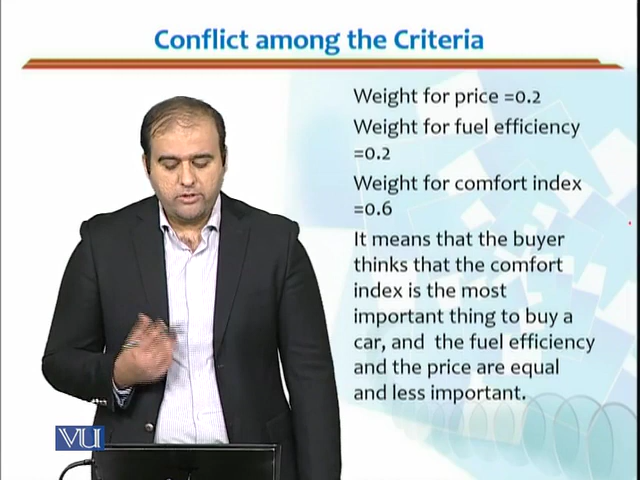 Conflict among the Criteria
Weight for price =0.2
Weight for fuel efficiency
=0.2
Weight for comfort index
=0.6
It means that the buyer
thinks that the comfort
index is the most
important thing to buy a
car, and  the fuel efficiency
and the price are equal
and less important.
VU